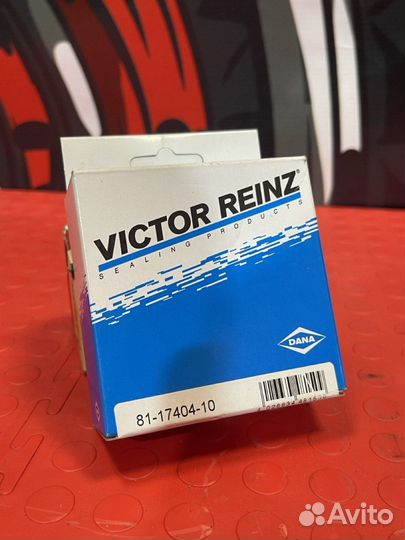 VICTOR REINZ®
SEALING PRODUCTS
DANA
81-17404-10
Avito